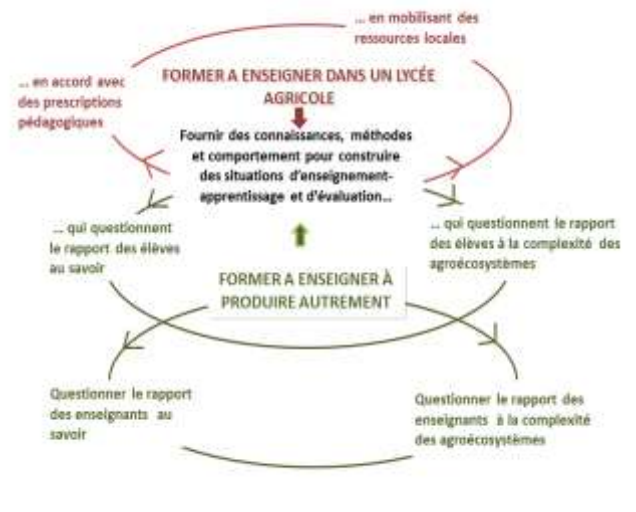 ... en mobilisant des
ressources locales
... en accord avec
des prescriptions
pédagogiques
FORMER A ENSEIGNER DANS UN LYCÉE
AGRICOLE
Fournir des connaissances, méthodes
et comportement pour construire
des situations d'enseignement-
apprentissage et d'évaluation...
... qui questionnent
le rapport des élèves
au savoir
... qui questionnent le rapport
des élèves à la complexité des
agroécosystèmes
FORMER A ENSEIGNER À
PRODUIRE AUTREMENT
Questionner le rapport
des enseignants au
savoir
Questionner le rapport des
enseignants à la complexité
des agroécosystèmes